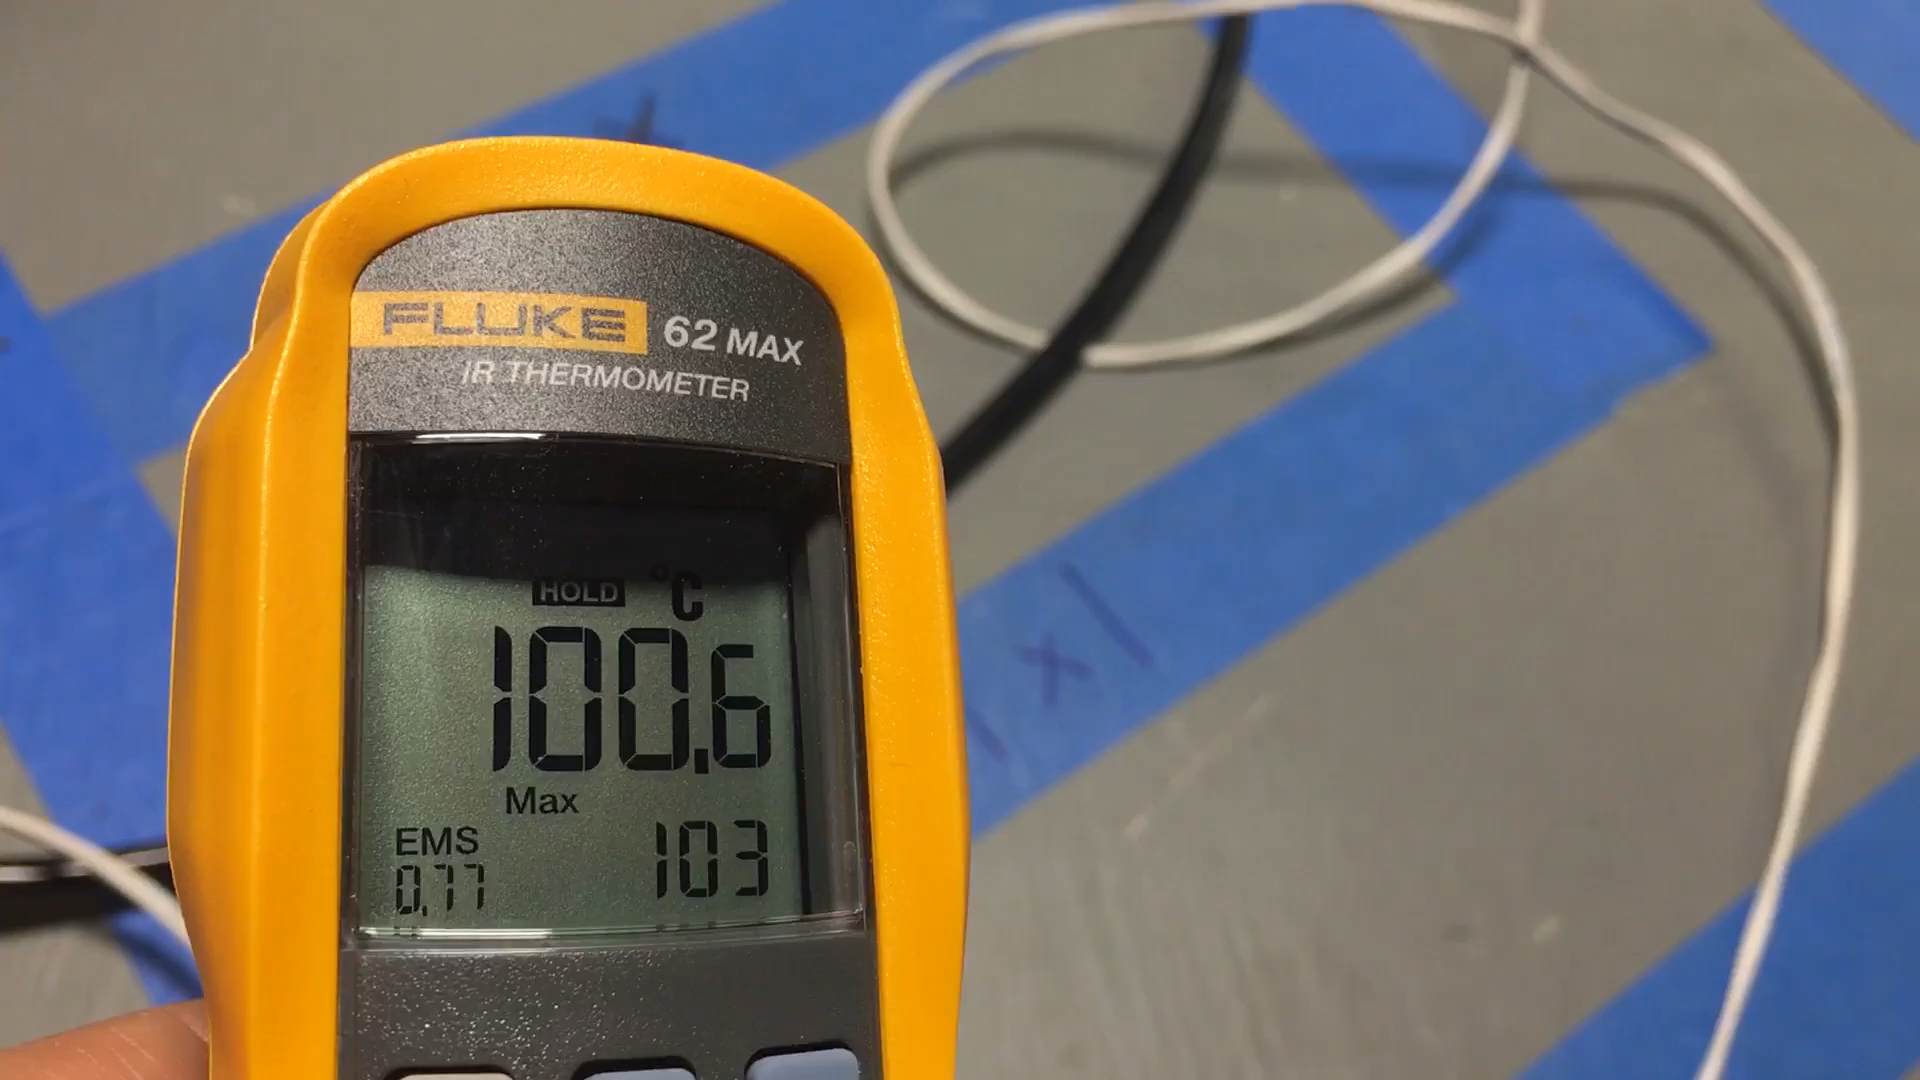 FLUKE 62 MAX
IR THERMOMETER
HOLD °C
100.6
Max
EMS 103
0.77